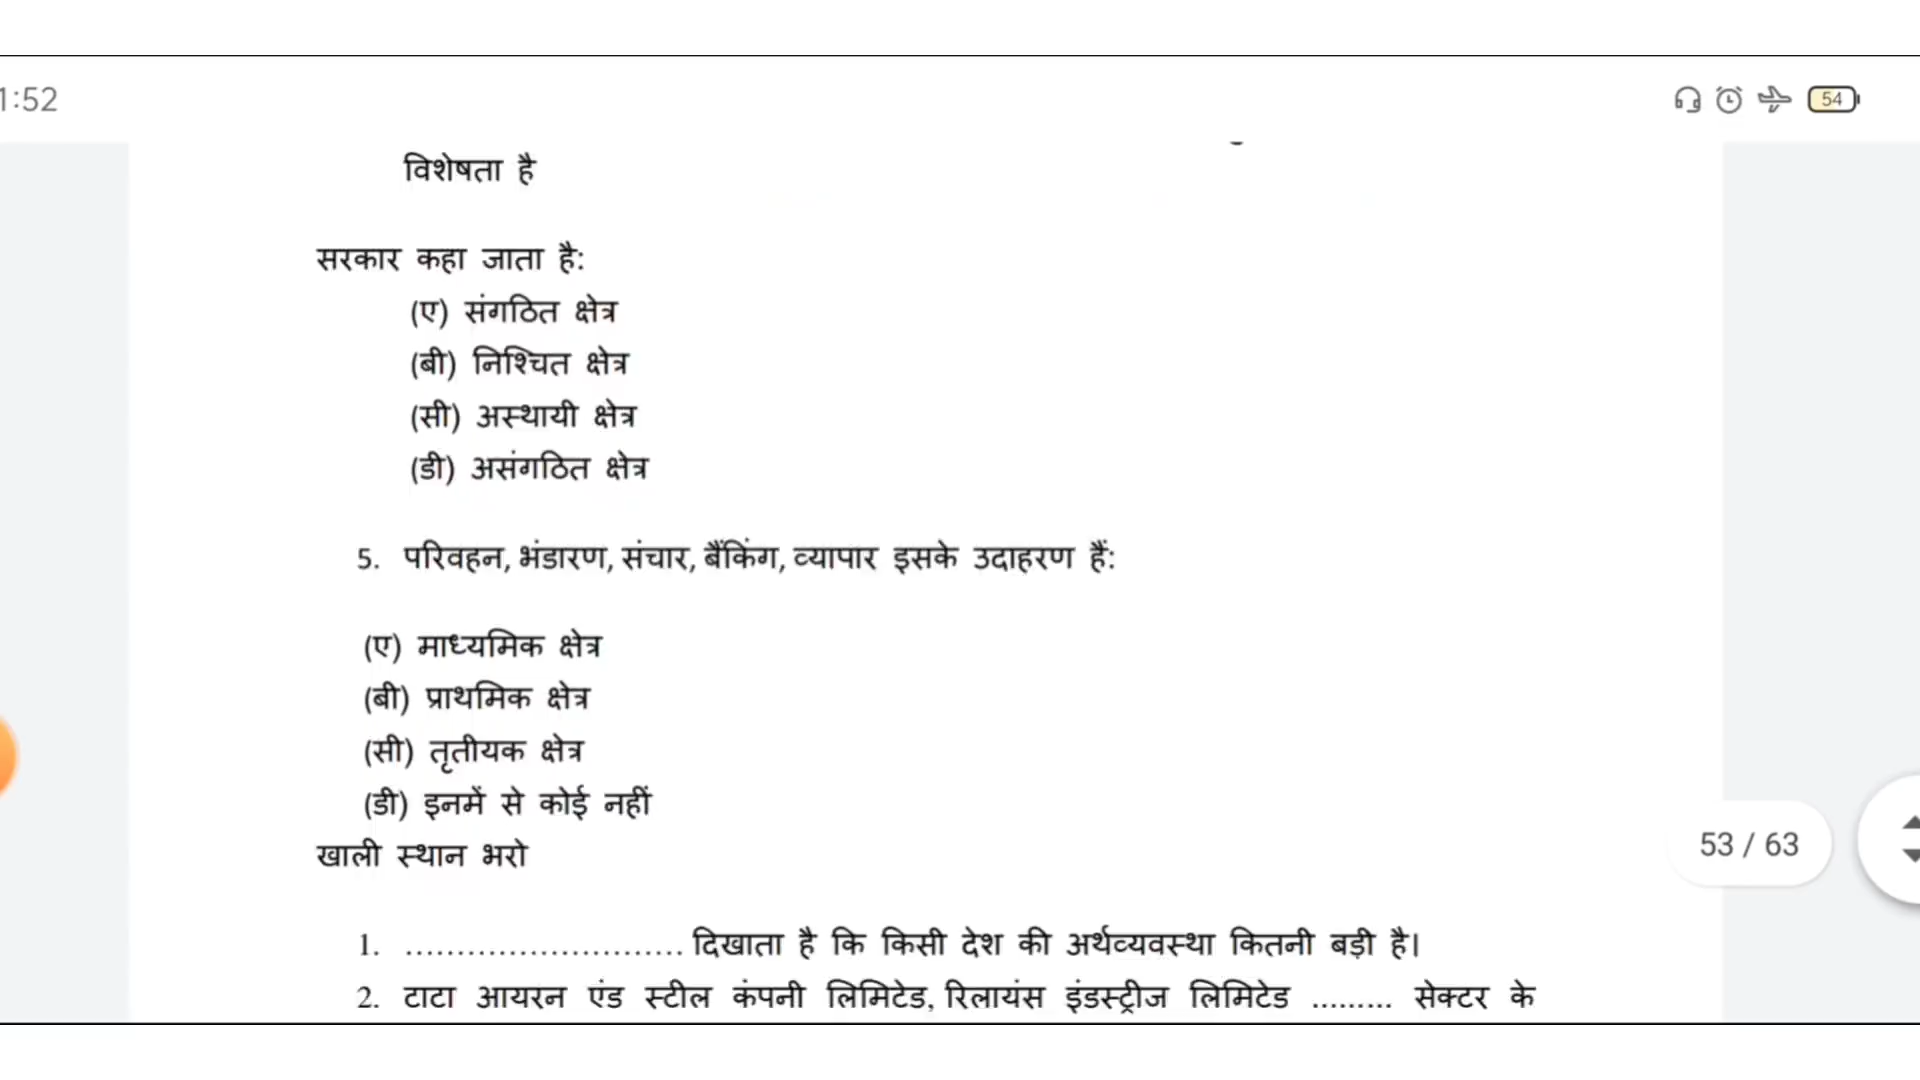 1:52
54
विशेषता है
सरकार कहा जाता है:
(ए) संगठित क्षेत्र
(बी) निश्चित क्षेत्र
(सी) अस्थायी क्षेत्र
(डी) असंगठित क्षेत्र
5. परिवहन, भंडारण, संचार, बैंकिंग, व्यापार इसके उदाहरण हैं:
(ए) माध्यमिक क्षेत्र
(बी) प्राथमिक क्षेत्र
(सी) तृतीयक क्षेत्र
(डी) इनमें से कोई नहीं
खाली स्थान भरो
53 / 63
1. ........................... दिखाता है कि किसी देश की अर्थव्यवस्था कितनी बड़ी है।
2. टाटा आयरन एंड स्टील कंपनी लिमिटेड, रिलायंस इंडस्ट्रीज लिमिटेड ......... सेक्टर के